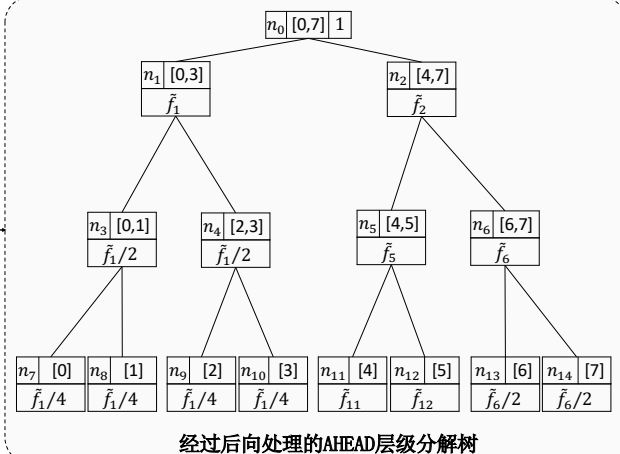 n₀ [0,7] 1
n₁ [0,3] n₂ [4,7]
f̃₁ f̃₂
n₃ [0,1] n₄ [2,3] n₅ [4,5] n₆ [6,7]
f̃₁/2 f̃₁/2 f̃₅ f̃₆
n₇ [0] n₈ [1] n₉ [2] n₁₀ [3] n₁₁ [4] n₁₂ [5] n₁₃ [6] n₁₄ [7]
f̃₁/4 f̃₁/4 f̃₁/4 f̃₁/4 f̃₁₁ f̃₁₂ f̃₆/2 f̃₆/2
经过后向处理的AHEAD层级分解树